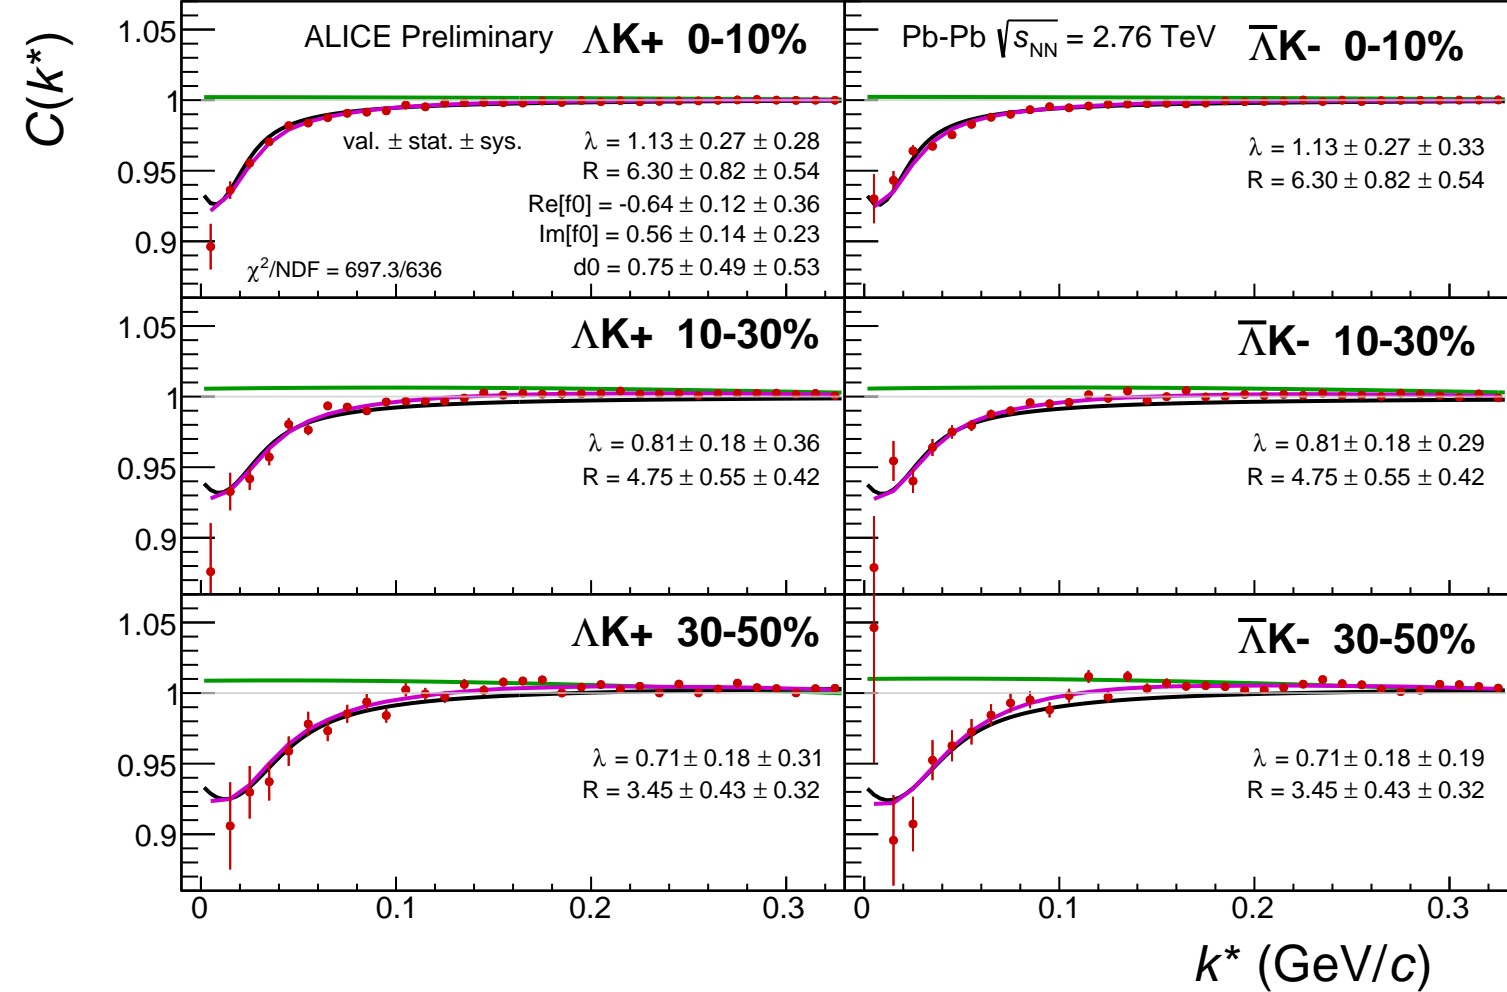 C(k*)
1.05
1
0.95
0.9
ALICE Preliminary
ΛK+ 0-10%
val. ± stat. ± sys.
λ = 1.13 ± 0.27 ± 0.28
R = 6.30 ± 0.82 ± 0.54
Re[f0] = -0.64 ± 0.12 ± 0.36
Im[f0] = 0.56 ± 0.14 ± 0.23
d0 = 0.75 ± 0.49 ± 0.53
χ²/NDF = 697.3/636
Pb-Pb √sNN = 2.76 TeV
Λ̅K- 0-10%
λ = 1.13 ± 0.27 ± 0.33
R = 6.30 ± 0.82 ± 0.54
1.05
1
0.95
0.9
ΛK+ 10-30%
λ = 0.81 ± 0.18 ± 0.36
R = 4.75 ± 0.55 ± 0.42
Λ̅K- 10-30%
λ = 0.81 ± 0.18 ± 0.29
R = 4.75 ± 0.55 ± 0.42
1.05
1
0.95
0.9
ΛK+ 30-50%
λ = 0.71 ± 0.18 ± 0.31
R = 3.45 ± 0.43 ± 0.32
Λ̅K- 30-50%
λ = 0.71 ± 0.18 ± 0.19
R = 3.45 ± 0.43 ± 0.32
0 0.1 0.2 0.3
0 0.1 0.2 0.3
k* (GeV/c)